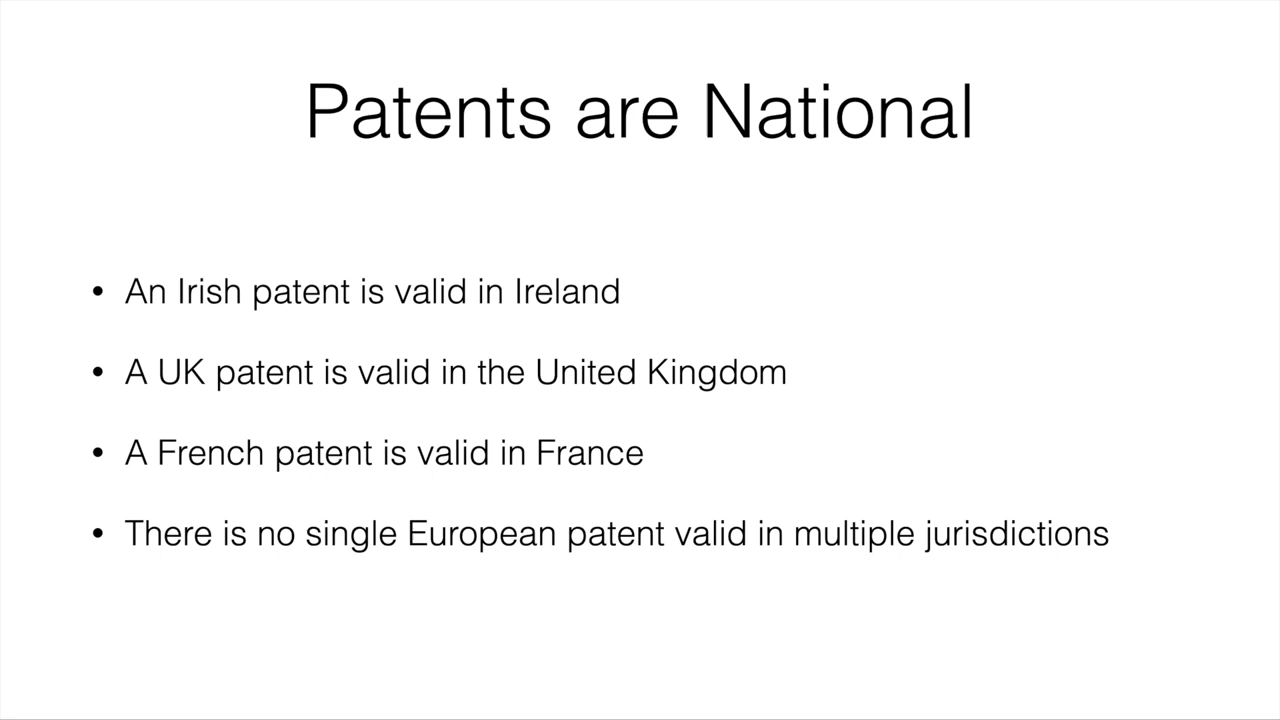 Patents are National
• An Irish patent is valid in Ireland
• A UK patent is valid in the United Kingdom
• A French patent is valid in France
• There is no single European patent valid in multiple jurisdictions